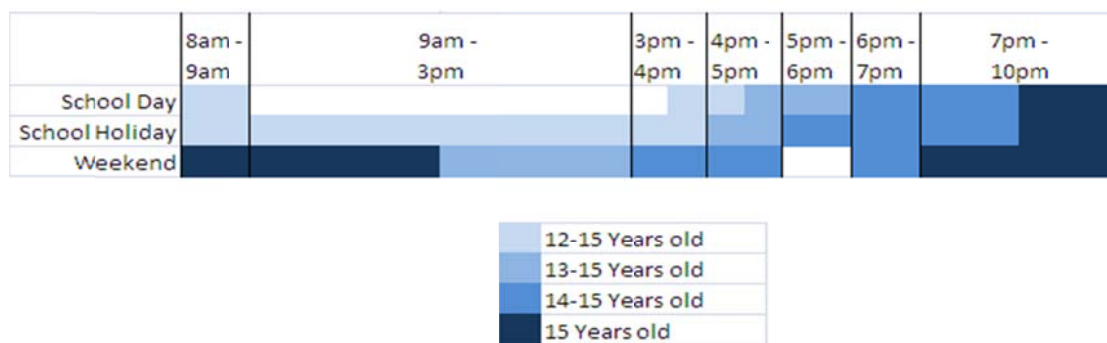 8am - 9am - 3pm - 4pm - 5pm - 6pm - 7pm -
9am 3pm 4pm 5pm 6pm 7pm 10pm
School Day
School Holiday
Weekend
12-15 Years old
13-15 Years old
14-15 Years old
15 Years old